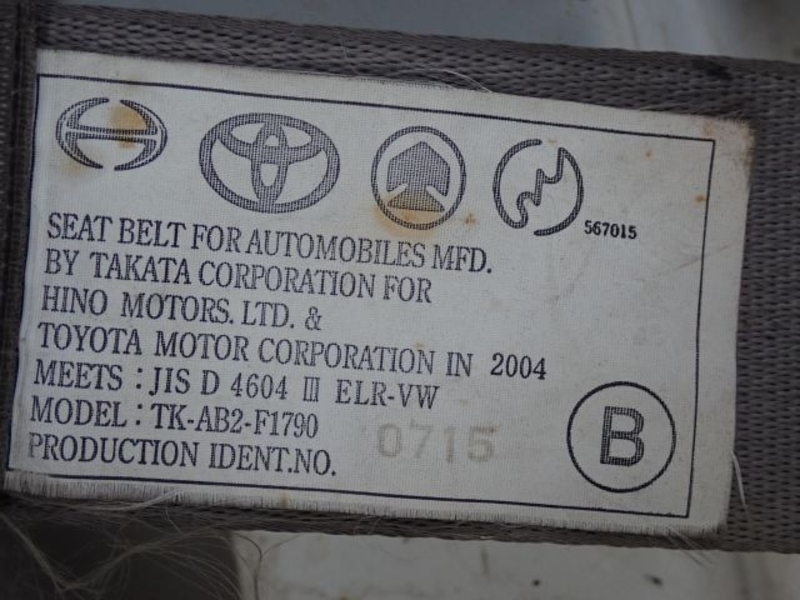 567015
SEAT BELT FOR AUTOMOBILES MFD.
BY TAKATA CORPORATION FOR
HINO MOTORS. LTD. &
TOYOTA MOTOR CORPORATION IN 2004
MEETS : JIS D 4604 III ELR-VW
MODEL : TK-AB2-F1790
PRODUCTION IDENT.NO. 0715
B